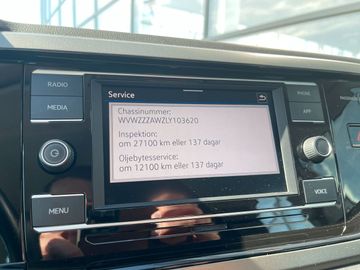 RADIO
MEDIA
MENU
Service
Chassinummer:
WVWZZZAWZLY103620
Inspektion:
om 27100 km eller 137 dagar
Oljebytesservice:
om 12100 km eller 137 dagar
PHONE
APP
VOICE